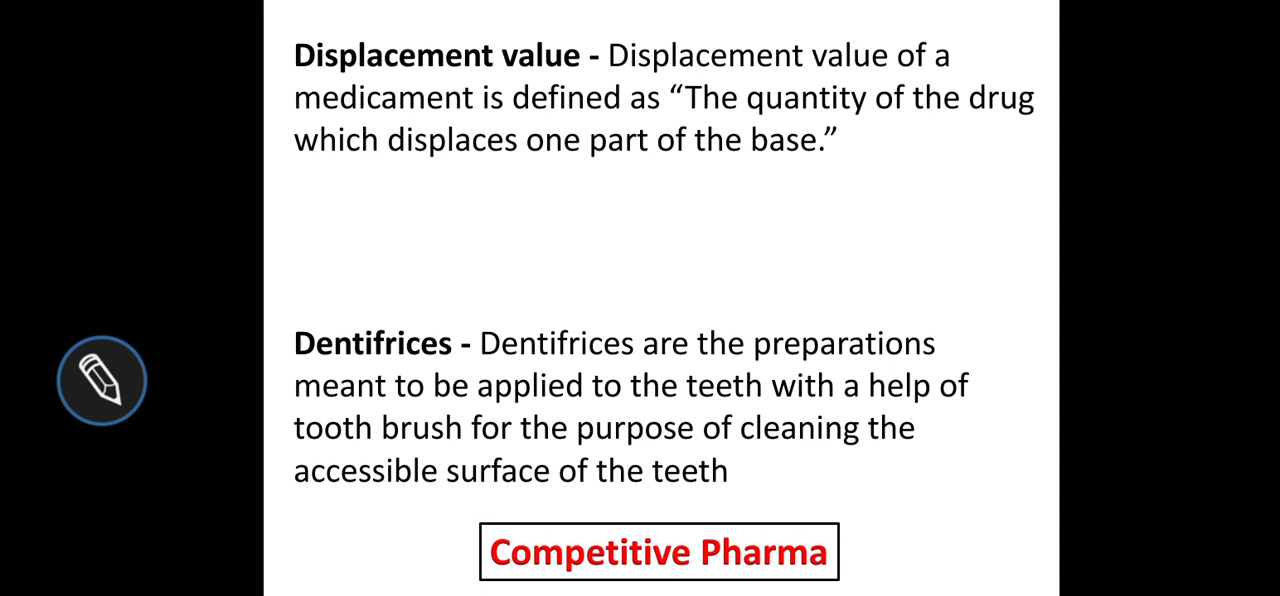 Displacement value - Displacement value of a
medicament is defined as “The quantity of the drug
which displaces one part of the base.”
Dentifrices - Dentifrices are the preparations
meant to be applied to the teeth with a help of
tooth brush for the purpose of cleaning the
accessible surface of the teeth
Competitive Pharma